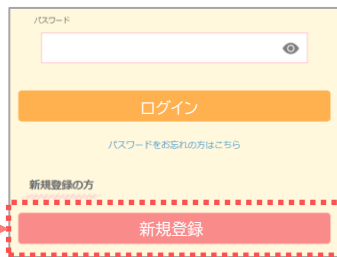 パスワード
ログイン
パスワードをお忘れの方はこちら
新規登録の方
新規登録